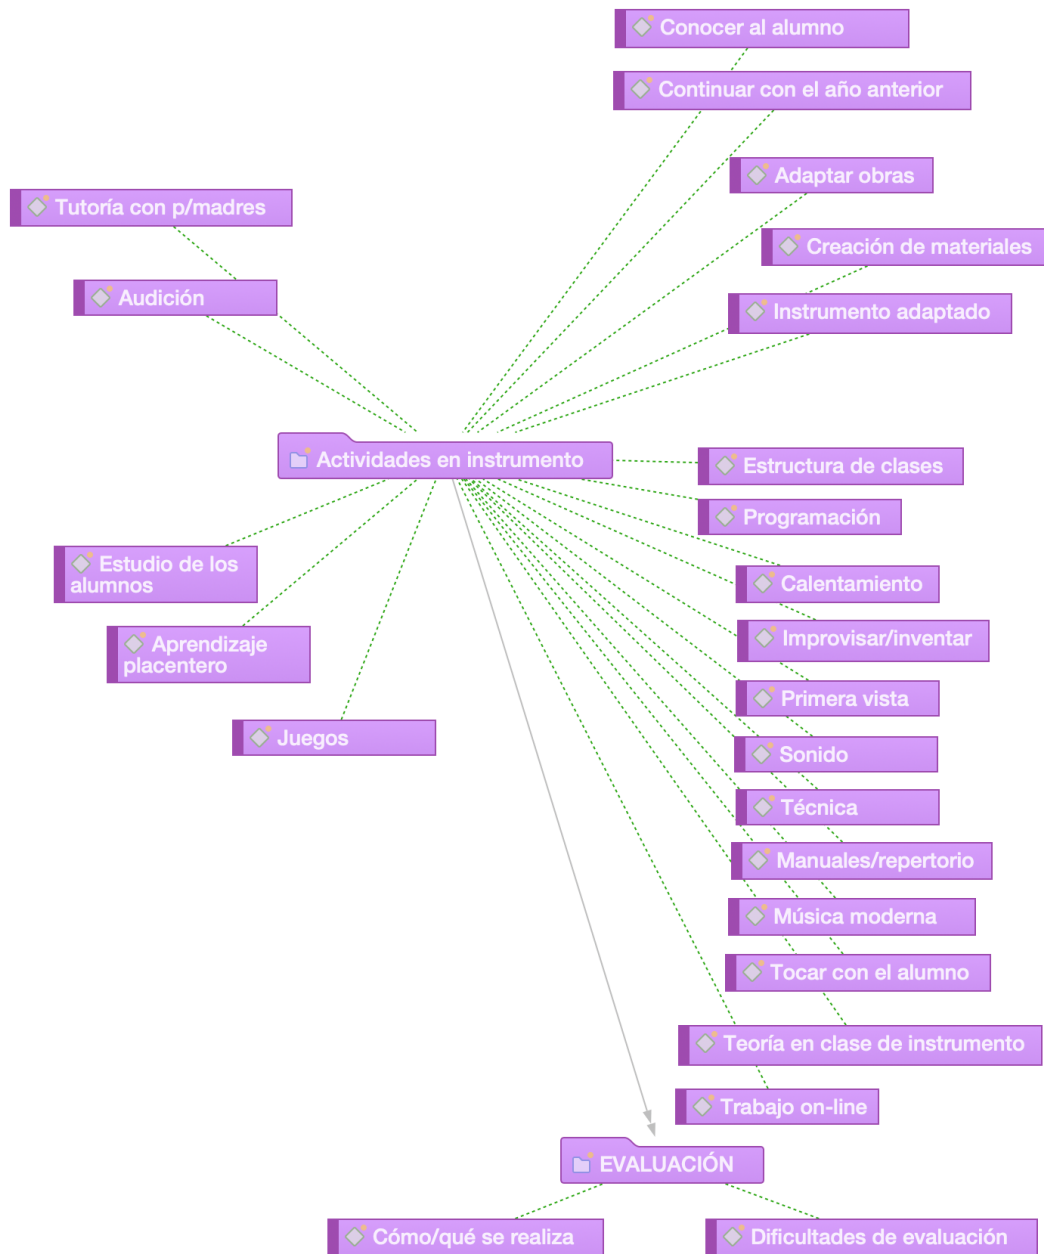 Conocer al alumno
Continuar con el año anterior
Adaptar obras
Tutoría con p/madres
Creación de materiales
Audición
Instrumento adaptado
Actividades en instrumento
Estructura de clases
Programación
Estudio de los
alumnos
Calentamiento
Improvisar/inventar
Aprendizaje
placentero
Primera vista
Juegos
Sonido
Técnica
Manuales/repertorio
Música moderna
Tocar con el alumno
Teoría en clase de instrumento
Trabajo on-line
EVALUACIÓN
Cómo/qué se realiza
Dificultades de evaluación